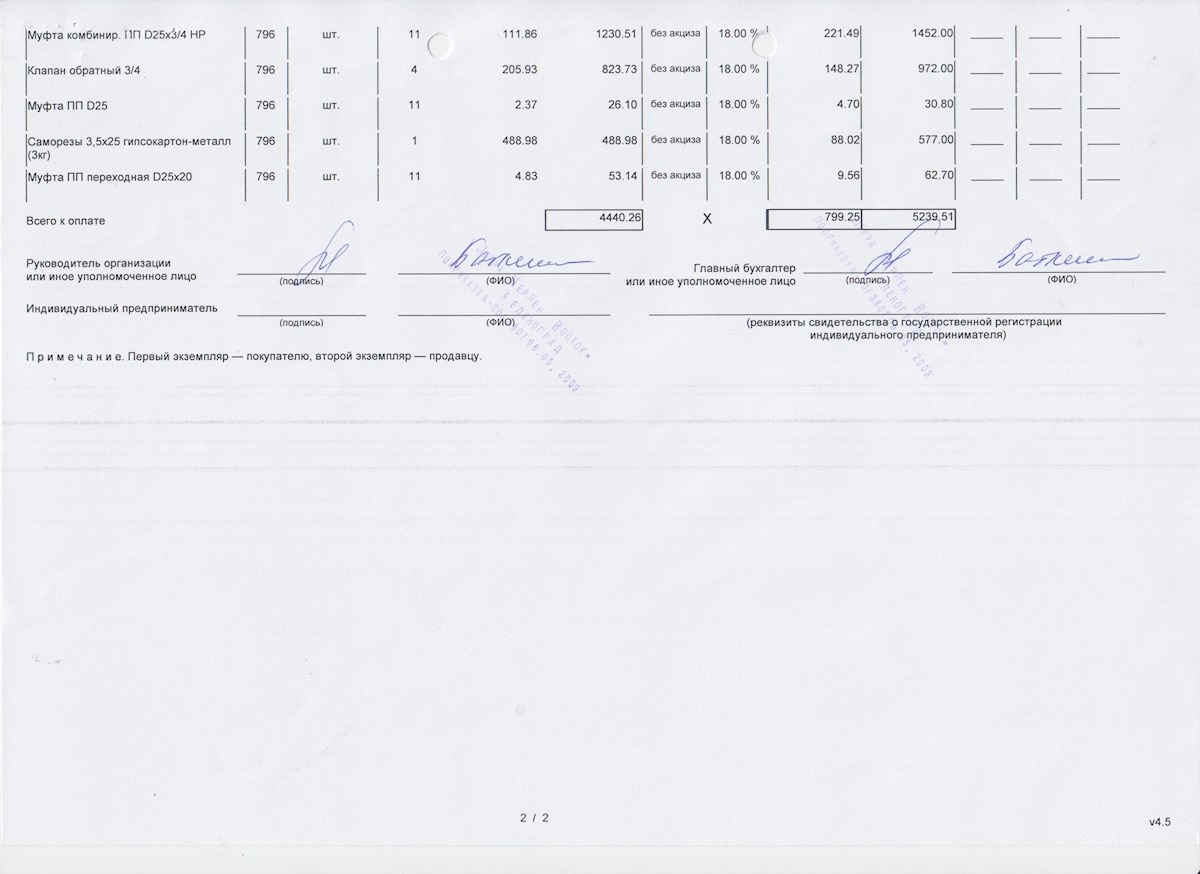 Муфта комбинир. ПП D25x3/4 НР 796 шт. 11 111.86 1230.51 без акциза 18.00 % 221.49 1452.00
Клапан обратный 3/4 796 шт. 4 205.93 823.73 без акциза 18.00 % 148.27 972.00
Муфта ПП D25 796 шт. 11 2.37 26.10 без акциза 18.00 % 4.70 30.80
Саморезы 3,5x25 гипсокартон-металл
(3кг) 796 шт. 1 488.98 488.98 без акциза 18.00 % 88.02 577.00
Муфта ПП переходная D25x20 796 шт. 11 4.83 53.14 без акциза 18.00 % 9.56 62.70
Всего к оплате 4440.26 X 799.25 5239.51
Руководитель организации
или иное уполномоченное лицо
(подпись) (ФИО)
Главный бухгалтер
или иное уполномоченное лицо
(подпись) (ФИО)
Индивидуальный предприниматель
(подпись) (ФИО)
(реквизиты свидетельства о государственной регистрации
индивидуального предпринимателя)
П р и м е ч а н и е. Первый экземпляр — покупателю, второй экземпляр — продавцу.
2 / 2
v4.5